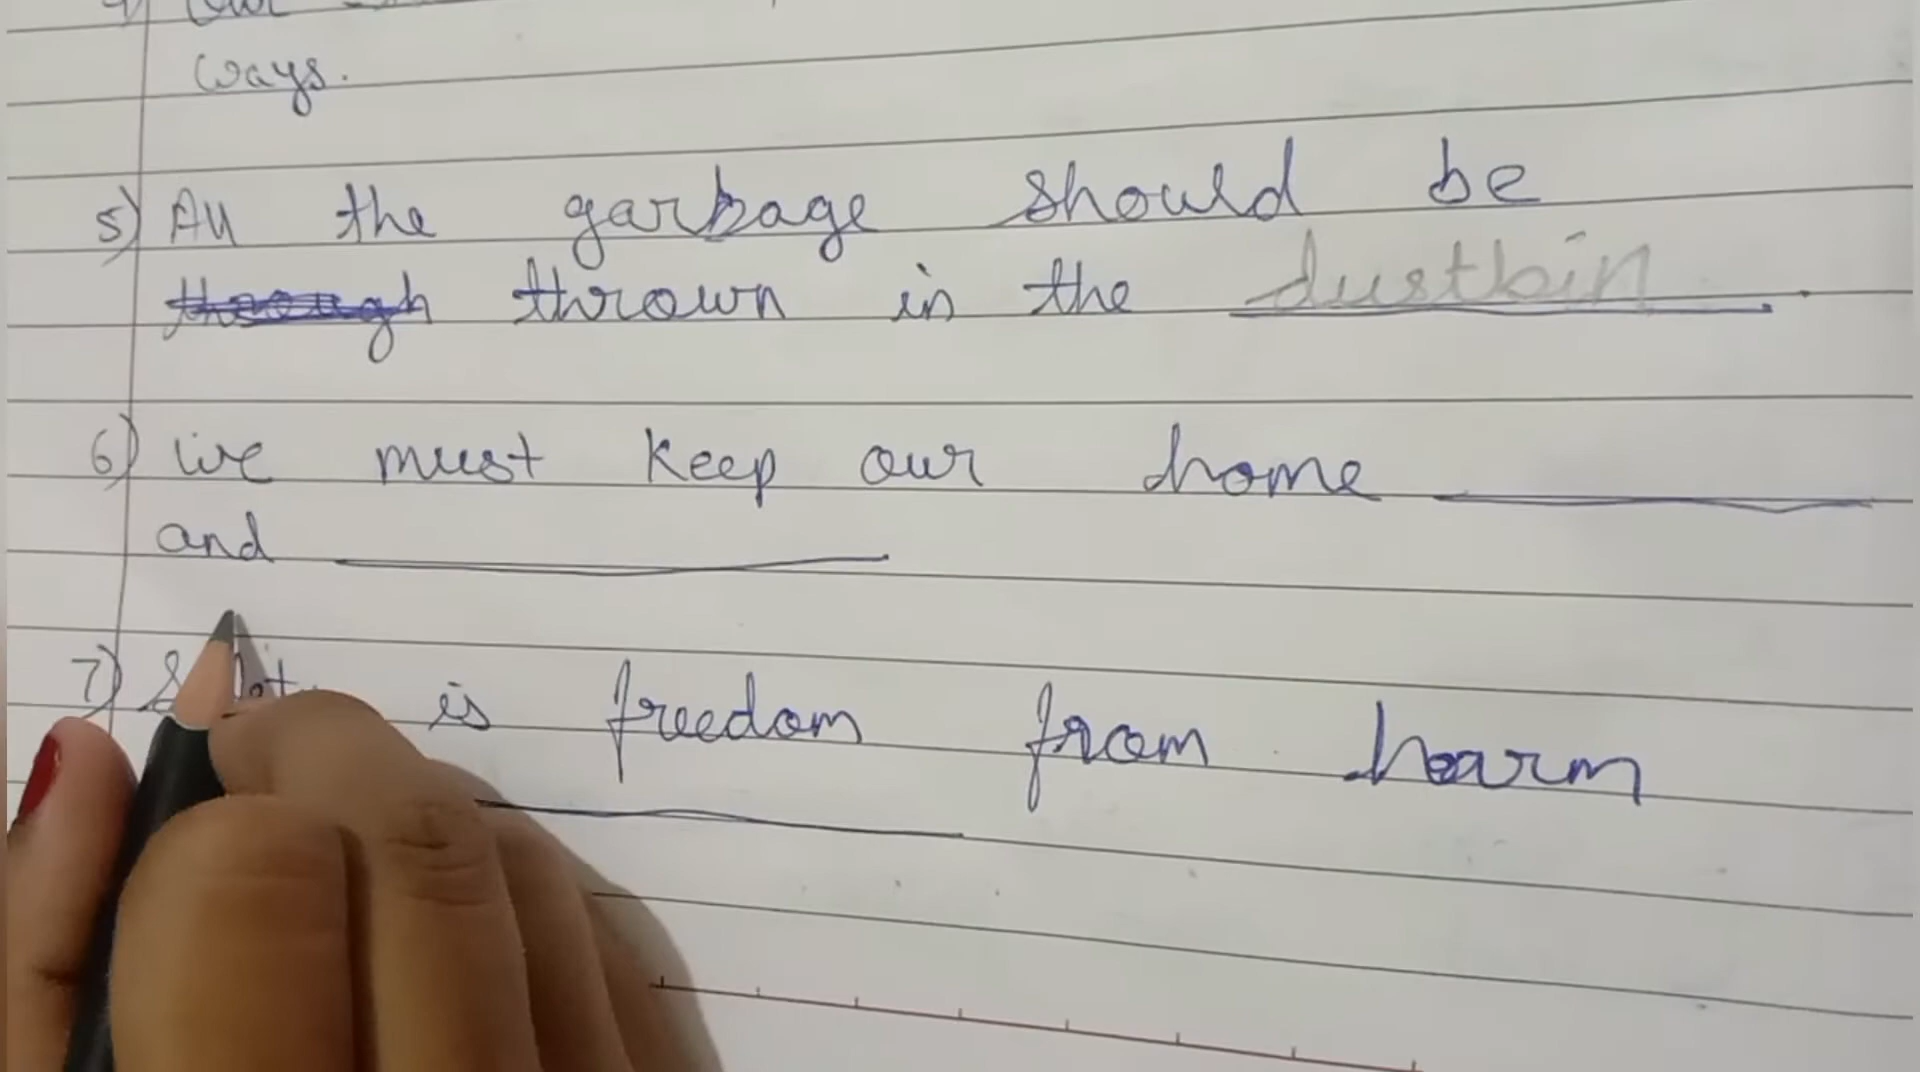 ways.
5) All the garbage should be
through thrown in the dustbin.
6) we must keep our home
and
7) is freedom from harm